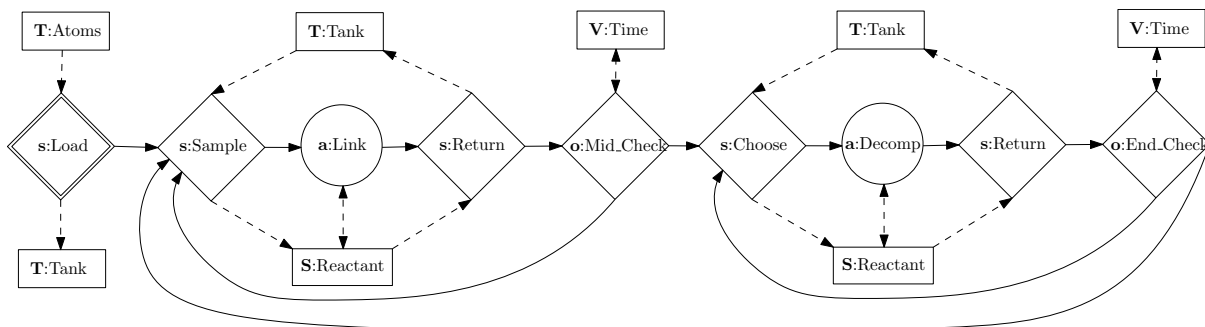 T:Atoms
T:Tank
V:Time
T:Tank
V:Time
s:Load
s:Sample
a:Link
s:Return
o:Mid_Check
s:Choose
a:Decomp
s:Return
o:End_Check
T:Tank
S:Reactant
S:Reactant